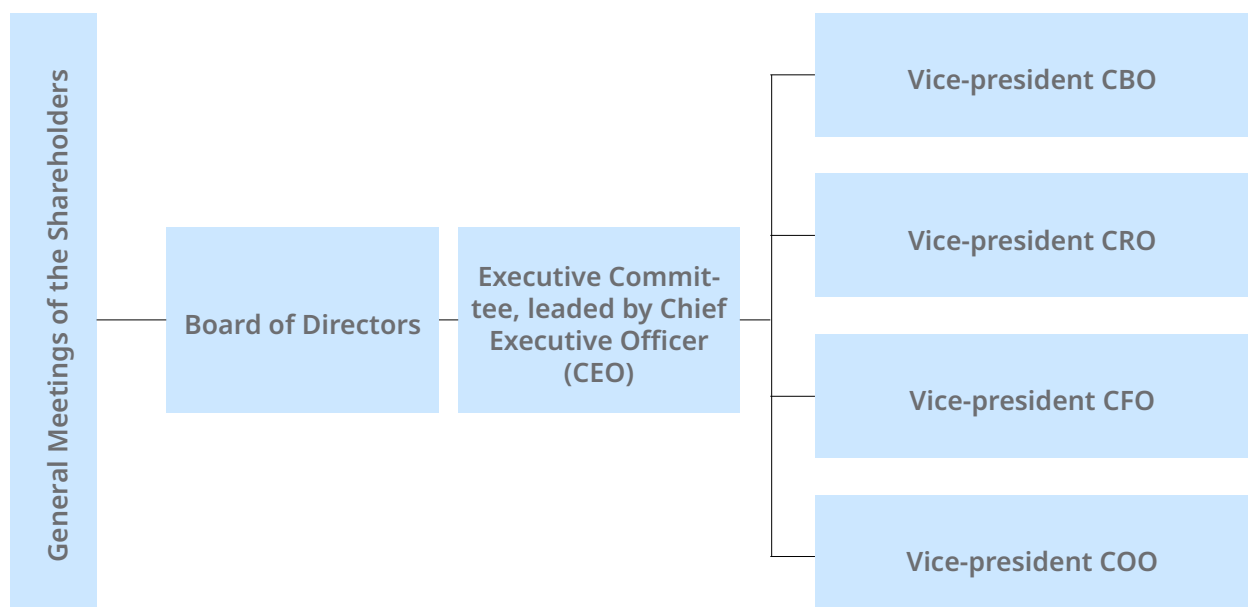 General Meetings of the Shareholders
Board of Directors
Executive Commit-
tee, leaded by Chief
Executive Officer
(CEO)
Vice-president CBO
Vice-president CRO
Vice-president CFO
Vice-president COO